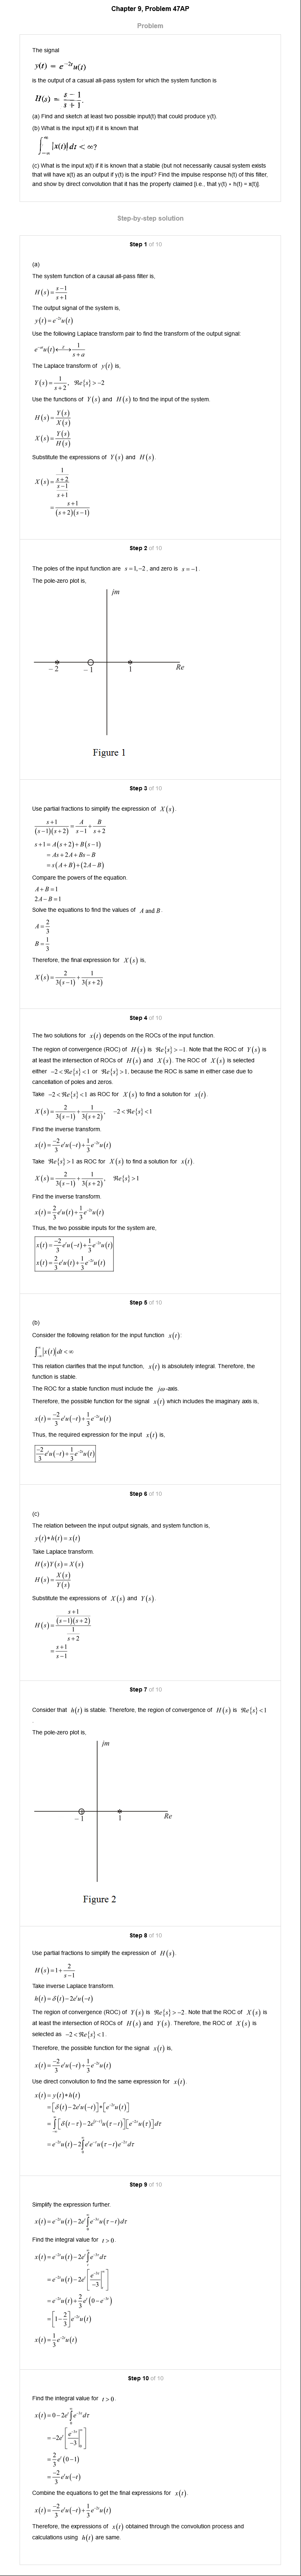 Chapter 9, Problem 47AP
Problem
The signal
y(t) = e^{-2t}u(t)
is the output of a causal all-pass system for which the system function is
H(s) = \frac{s-1}{s+1}.
(a) Find and sketch at least two possible input(t) that could produce y(t).
(b) What is the input x(t) if it is known that
\int_{-\infty}^{\infty} |x(t)| dt < \infty?
(c) What is the input x(t) if it is known that a stable (but not necessarily causal system exists
that will have x(t) as an output if y(t) is the input? Find the impulse response h(t) of this filter,
and show by direct convolution that it has the property claimed [i.e., that y(t) * h(t) = x(t)].
Step-by-step solution
Step 1 of 10
(a)
The system function of a causal all-pass filter is,
H(s) = \frac{s-1}{s+1}
The output signal of the system is,
y(t) = e^{-2t}u(t)
Use the following Laplace transform pair to find the transform of the output signal:
e^{-at}u(t) \xleftrightarrow{\mathcal{L}} \frac{1}{s+a}
The Laplace transform of y(t) is,
Y(s) = \frac{1}{s+2}, ℜe{s} > -2
Use the functions of Y(s) and H(s) to find the input of the system.
H(s) = \frac{Y(s)}{X(s)}
X(s) = \frac{Y(s)}{H(s)}
Substitute the expressions of Y(s) and H(s).
X(s) = \frac{\frac{1}{s+2}}{\frac{s-1}{s+1}}
= \frac{s+1}{(s+2)(s-1)}
Step 2 of 10
The poles of the input function are s = 1, -2, and zero is s = -1.
The pole-zero plot is,
jm
-2 -1 1 Re
Figure 1
Step 3 of 10
Use partial fractions to simplify the expression of X(s).
\frac{s+1}{(s-1)(s+2)} = \frac{A}{s-1} + \frac{B}{s+2}
s+1 = A(s+2) + B(s-1)
= As + 2A + Bs - B
= s(A+B) + (2A-B)
Compare the powers of the equation.
A + B = 1
2A - B = 1
Solve the equations to find the values of A and B.
A = \frac{2}{3}
B = \frac{1}{3}
Therefore, the final expression for X(s) is,
X(s) = \frac{2}{3(s-1)} + \frac{1}{3(s+2)}
Step 4 of 10
The two solutions for x(t) depends on the ROCs of the input function.
The region of convergence (ROC) of H(s) is ℜe{s} > -1. Note that the ROC of Y(s) is
at least the intersection of ROCs of H(s) and X(s). The ROC of X(s) is selected
either -2 < ℜe{s} < 1 or ℜe{s} > 1, because the ROC is same in either case due to
cancellation of poles and zeros.
Take -2 < ℜe{s} < 1 as ROC for X(s) to find a solution for x(t).
X(s) = \frac{2}{3(s-1)} + \frac{1}{3(s+2)}, -2 < ℜe{s} < 1
Find the inverse transform.
x(t) = \frac{-2}{3}e^{t}u(-t) + \frac{1}{3}e^{-2t}u(t)
Take ℜe{s} > 1 as ROC for X(s) to find a solution for x(t).
X(s) = \frac{2}{3(s-1)} + \frac{1}{3(s+2)}, ℜe{s} > 1
Find the inverse transform.
x(t) = \frac{2}{3}e^{t}u(t) + \frac{1}{3}e^{-2t}u(t)
Thus, the two possible inputs for the system are,
x(t) = \frac{-2}{3}e^{t}u(-t) + \frac{1}{3}e^{-2t}u(t)
x(t) = \frac{2}{3}e^{t}u(t) + \frac{1}{3}e^{-2t}u(t)
Step 5 of 10
(b)
Consider the following relation for the input function x(t):
\int_{-\infty}^{\infty} |x(t)| dt < \infty
This relation clarifies that the input function, x(t) is absolutely integral. Therefore, the
function is stable.
The ROC for a stable function must include the jω-axis.
Therefore, the possible function for the signal x(t) which includes the imaginary axis is,
x(t) = \frac{-2}{3}e^{t}u(-t) + \frac{1}{3}e^{-2t}u(t)
Thus, the required expression for the input x(t) is,
\frac{-2}{3}e^{t}u(-t) + \frac{1}{3}e^{-2t}u(t)
Step 6 of 10
(c)
The relation between the input output signals, and system function is,
y(t) * h(t) = x(t)
Take Laplace transform.
H(s)Y(s) = X(s)
H(s) = \frac{X(s)}{Y(s)}
Substitute the expressions of X(s) and Y(s).
H(s) = \frac{\frac{s+1}{(s-1)(s+2)}}{\frac{1}{s+2}}
= \frac{s+1}{s-1}
Step 7 of 10
Consider that h(t) is stable. Therefore, the region of convergence of H(s) is ℜe{s} < 1
.
The pole-zero plot is,
jm
-1 1 Re
Figure 2
Step 8 of 10
Use partial fractions to simplify the expression of H(s).
H(s) = 1 + \frac{2}{s-1}
Take inverse Laplace transform.
h(t) = δ(t) - 2e^{t}u(-t)
The region of convergence (ROC) of Y(s) is ℜe{s} > -2. Note that the ROC of X(s) is
at least the intersection of ROCs of H(s) and Y(s). Therefore, the ROC of X(s) is
selected as -2 < ℜe{s} < 1.
Therefore, the possible function for the signal x(t) is,
x(t) = \frac{-2}{3}e^{t}u(-t) + \frac{1}{3}e^{-2t}u(t)
Use direct convolution to find the same expression for x(t).
x(t) = y(t) * h(t)
= [δ(t) - 2e^{t}u(-t)] * [e^{-2t}u(t)]
= \int_{-\infty}^{\infty} [δ(t-τ) - 2e^{(t-τ)}u(τ-t)][e^{-2τ}u(τ)] dτ
= e^{-2t}u(t) - 2\int_{0}^{\infty} e^{t}e^{-τ}u(τ-t)e^{-2τ}dτ
Step 9 of 10
Simplify the expression further.
x(t) = e^{-2t}u(t) - 2e^{t}\int_{0}^{\infty} e^{-3τ}u(τ-t)dτ
Find the integral value for t > 0.
x(t) = e^{-2t}u(t) - 2e^{t}\int_{t}^{\infty} e^{-3τ}dτ
= e^{-2t}u(t) - 2e^{t}\left[\frac{e^{-3τ}}{-3}\right]_{t}^{\infty}
= e^{-2t}u(t) + \frac{2}{3}e^{t}(0 - e^{-3t})
= \left[1 - \frac{2}{3}\right]e^{-2t}u(t)
x(t) = \frac{1}{3}e^{-2t}u(t)
Step 10 of 10
Find the integral value for t > 0.
x(t) = 0 - 2e^{t}\int_{0}^{\infty} e^{-3τ}dτ
= -2e^{t}\left[\frac{e^{-3τ}}{-3}\right]_{0}^{\infty}
= \frac{2}{3}e^{t}(0 - 1)
= \frac{-2}{3}e^{t}u(-t)
Combine the equations to get the final expressions for x(t).
x(t) = \frac{-2}{3}e^{t}u(-t) + \frac{1}{3}e^{-2t}u(t)
Therefore, the expressions of x(t) obtained through the convolution process and
calculations using h(t) are same.